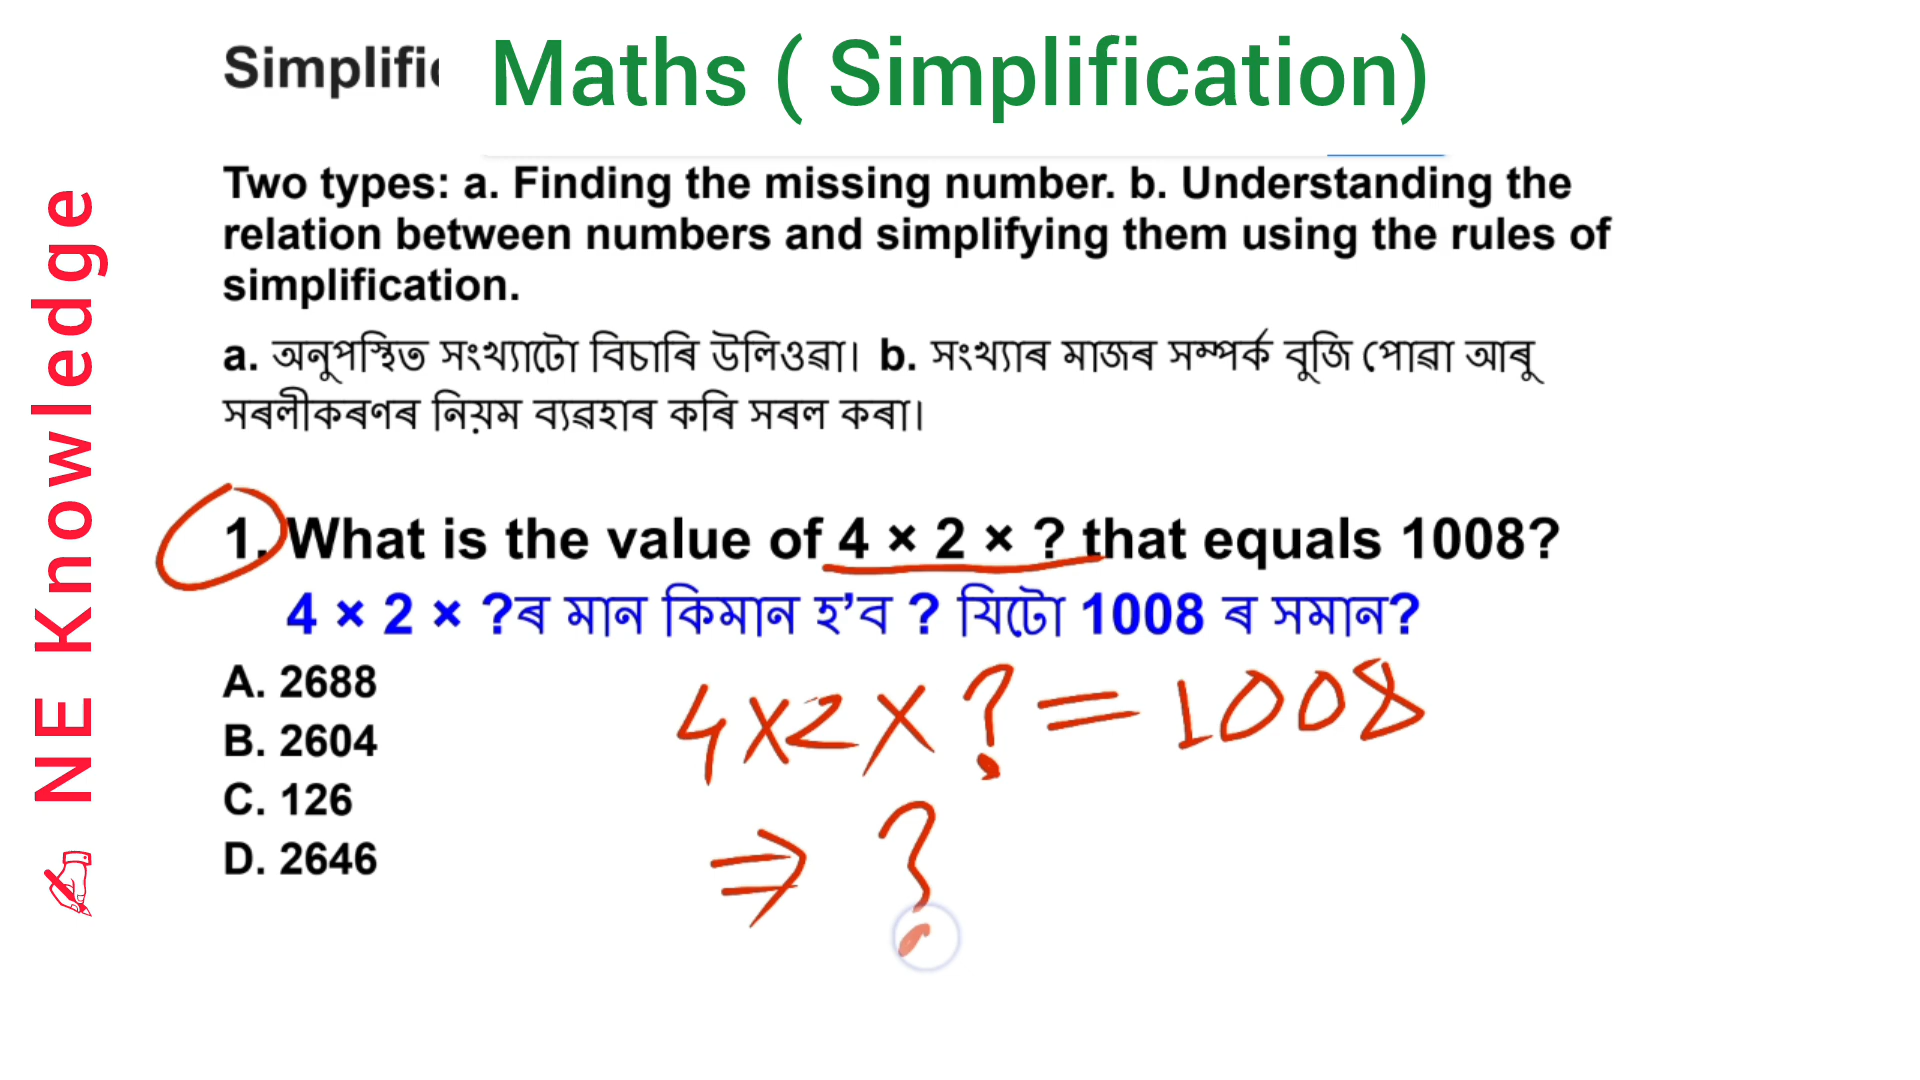 Simplifi
Maths ( Simplification)
Two types: a. Finding the missing number. b. Understanding the
relation between numbers and simplifying them using the rules of
simplification.
a. অনুপস্থিত সংখ্যাটো বিচাৰি উলিওৱা। b. সংখ্যাৰ মাজৰ সম্পৰ্ক বুজি পোৱা আৰু
সৰলীকৰণৰ নিয়ম ব্যৱহাৰ কৰি সৰল কৰা।
1. What is the value of 4 × 2 × ? that equals 1008?
4 × 2 × ?ৰ মান কিমান হ’ব ? যিটো 1008 ৰ সমান?
A. 2688
B. 2604
C. 126
D. 2646
4 × 2 × ? = 1008
⇒ ?
✍ NE Knowledge